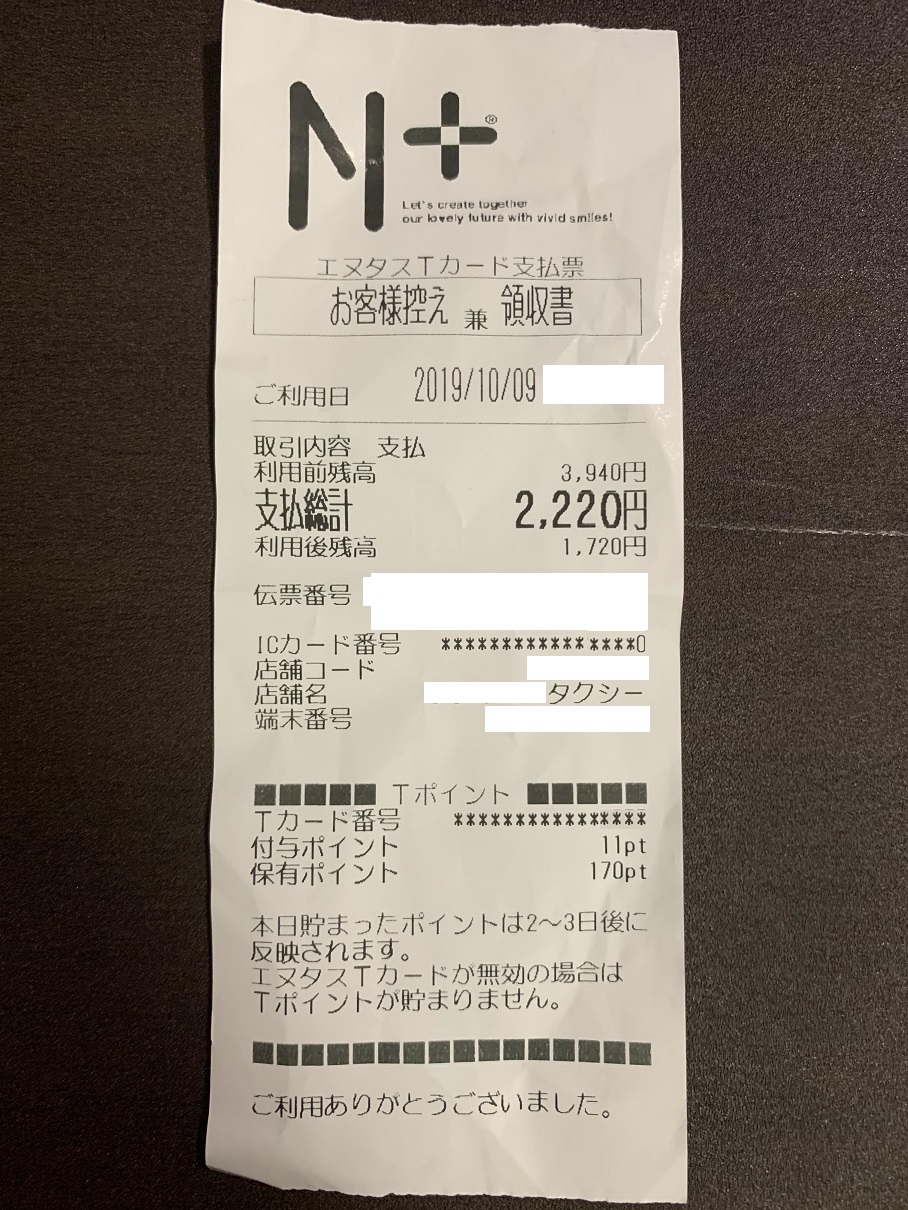 N+®
Let's create together
our lovely future with vivid smiles!
エヌタスTカード支払票
お客様控え 兼 領収書
ご利用日 2019/10/09
取引内容 支払
利用前残高 3,940円
支払総計 2,220円
利用後残高 1,720円
伝票番号
ICカード番号 ****************0
店舗コード
店舗名 タクシー
端末番号
■■■■■ Tポイント ■■■■■
Tカード番号 ****************
付与ポイント 11pt
保有ポイント 170pt
本日貯まったポイントは2～3日後に
反映されます。
エヌタスTカードが無効の場合は
Tポイントが貯まりません。
■■■■■■■■■■■■■■■■
ご利用ありがとうございました。